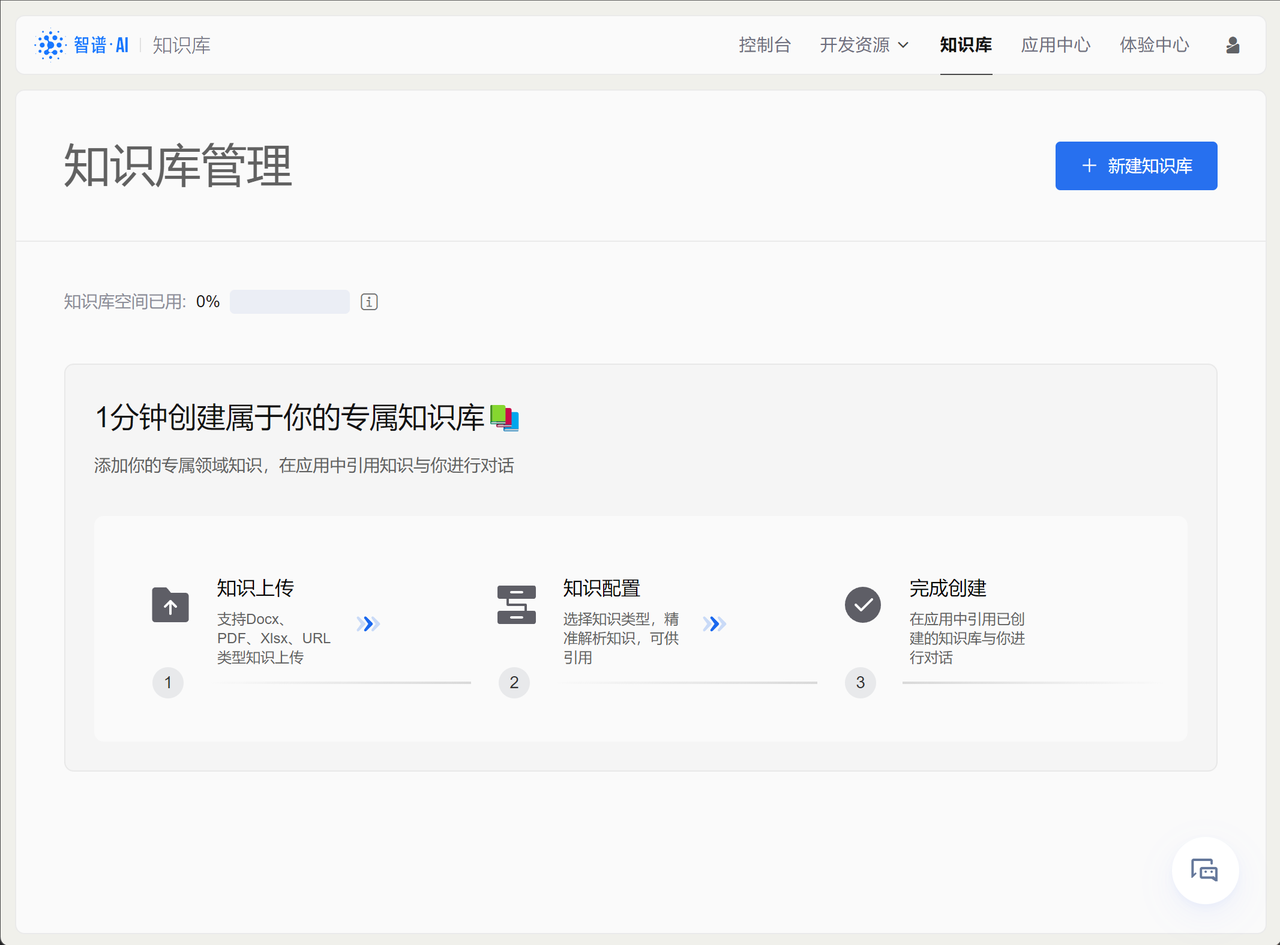 智谱·AI 知识库 控制台 开发资源 知识库 应用中心 体验中心
知识库管理
新建知识库
知识库空间已用: 0%
1分钟创建属于你的专属知识库
添加你的专属领域知识，在应用中引用知识与你进行对话
知识上传
支持Docx、
PDF、Xlsx、URL
类型知识上传
1
知识配置
选择知识类型，精
准解析知识，可供
引用
2
完成创建
在应用中引用已创
建的知识库与你进
行对话
3